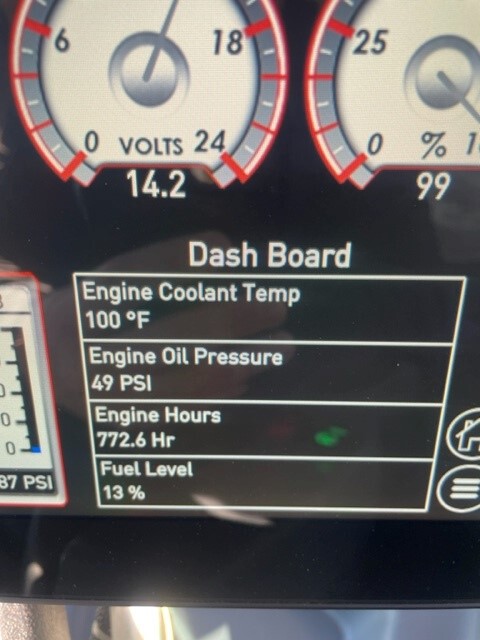 6 18
25
0 VOLTS 24
0 %
14.2
99
Dash Board
Engine Coolant Temp
100 °F
Engine Oil Pressure
49 PSI
Engine Hours
772.6 Hr
Fuel Level
13 %
0
87 PSI